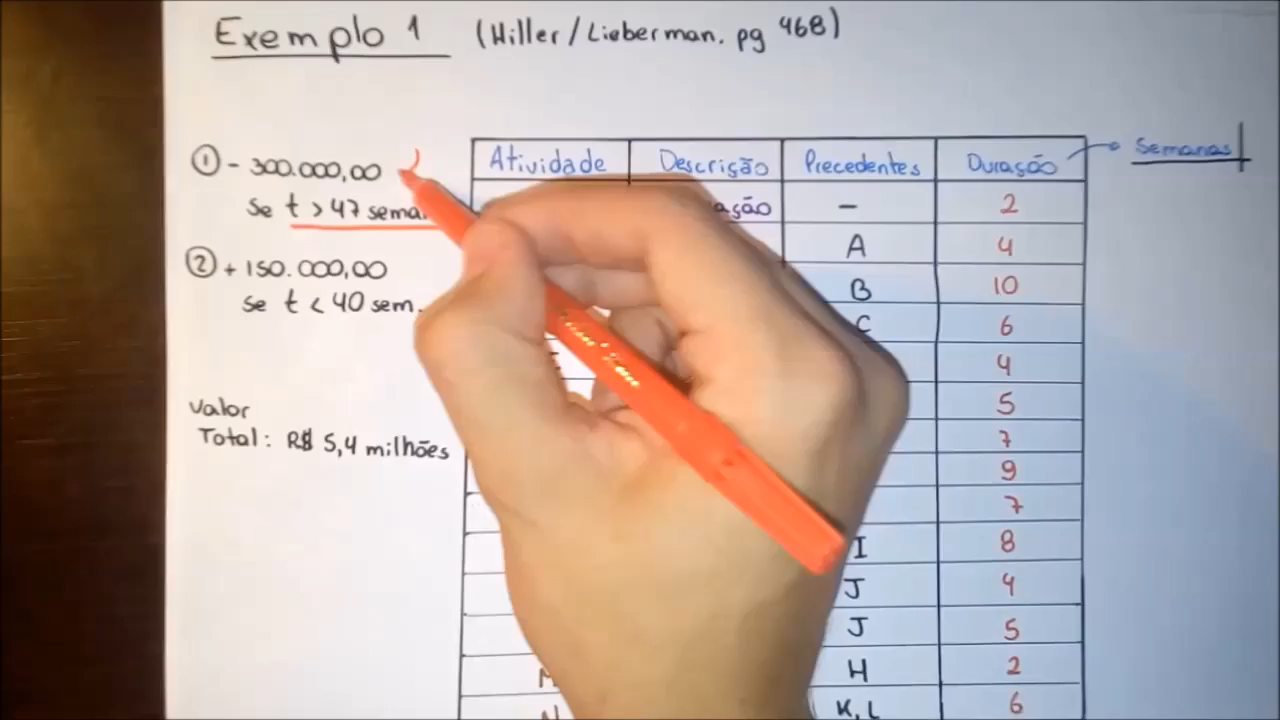 Exemplo 1 (Hiller/Lieberman. pg 468)
① - 300.000,00
Se t > 47 sema
② + 150.000,00
Se t < 40 sem.
Valor
Total: R$ 5,4 milhões
Atividade Descrição Precedentes Duração Semanas
- 2
A 4
B 10
C 6
4
5
7
9
7
I 8
J 4
J 5
H 2
K, L 6